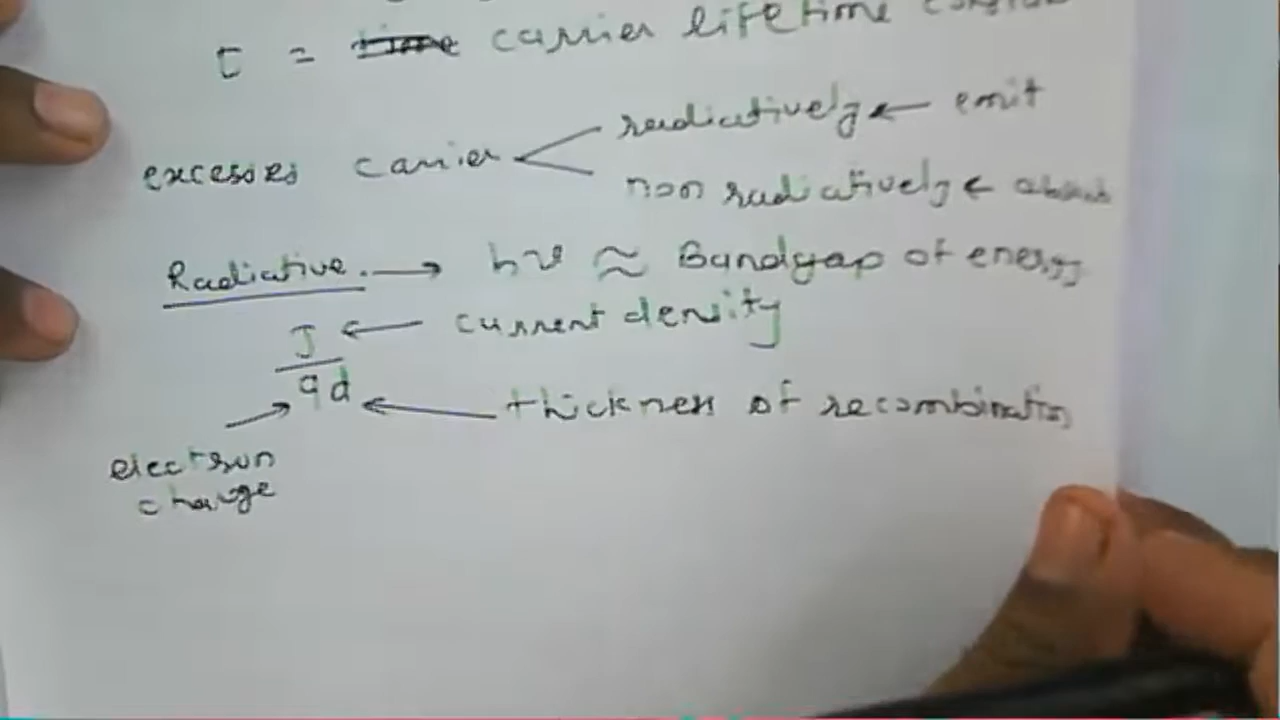 τ = time carrier lifetime
excesses carrier
radiatively ← emit
non radiatively ←
Radiative. → hν ≈ Bandgap of energy
J ← current density
qd ← thickness of recombination
electron
charge